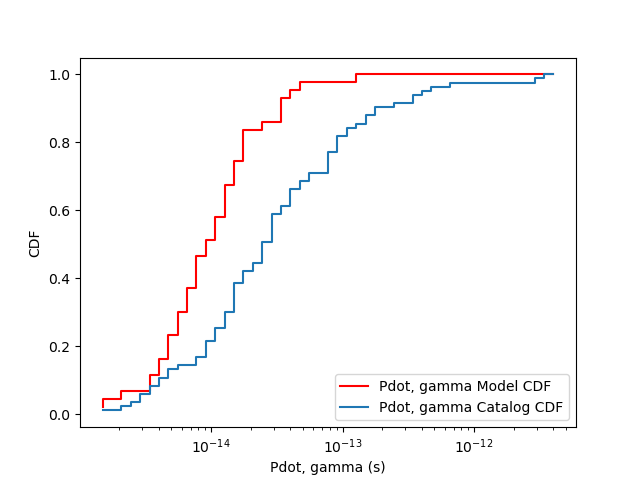 1.0
0.8
0.6
0.4
0.2
0.0
CDF
10⁻¹⁴
10⁻¹³
10⁻¹²
Pdot, gamma (s)
Pdot, gamma Model CDF
Pdot, gamma Catalog CDF